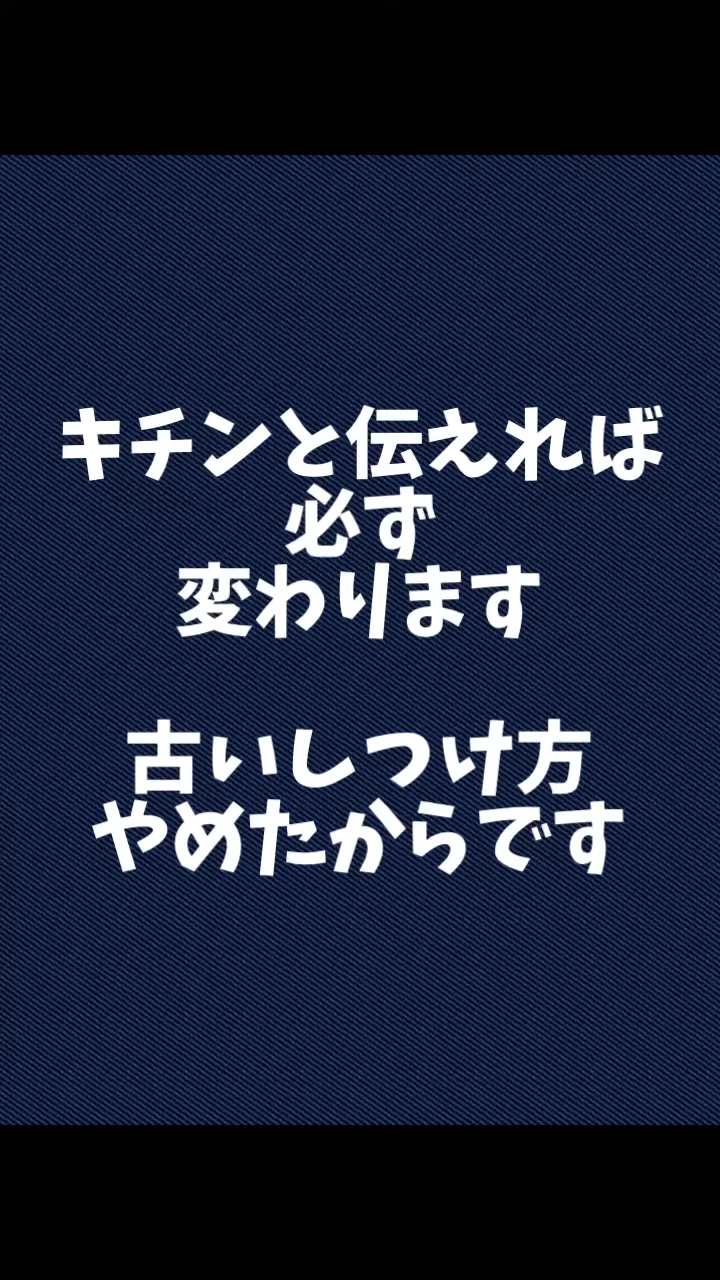 キチンと伝えれば
必ず
変わります
古いしつけ方
やめたからです